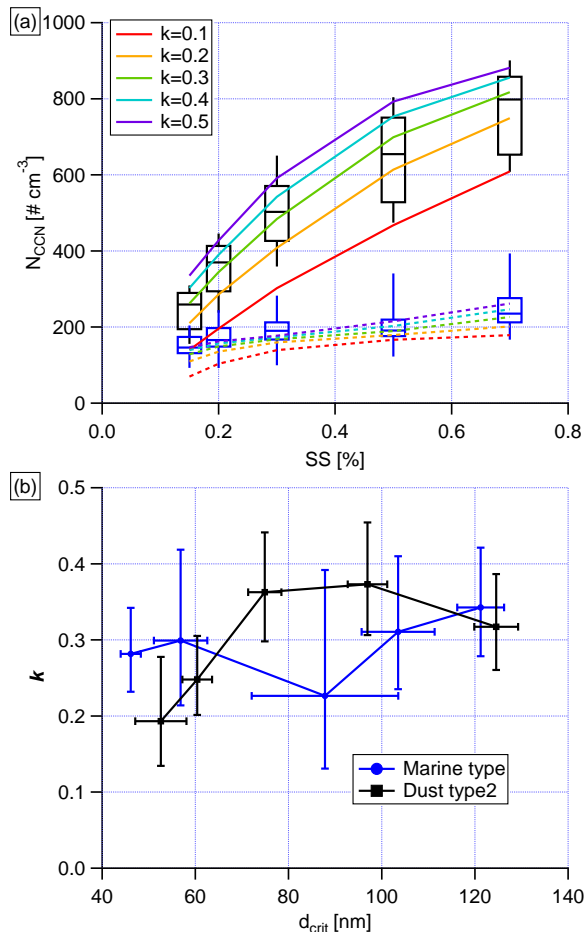 (a)
1000
800
600
400
200
0
N_CCN [# cm^-3]
k=0.1
k=0.2
k=0.3
k=0.4
k=0.5
0.0 0.2 0.4 0.6 0.8
SS [%]
(b)
0.5
0.4
0.3
0.2
0.1
0.0
k
Marine type
Dust type2
40 60 80 100 120 140
d_crit [nm]